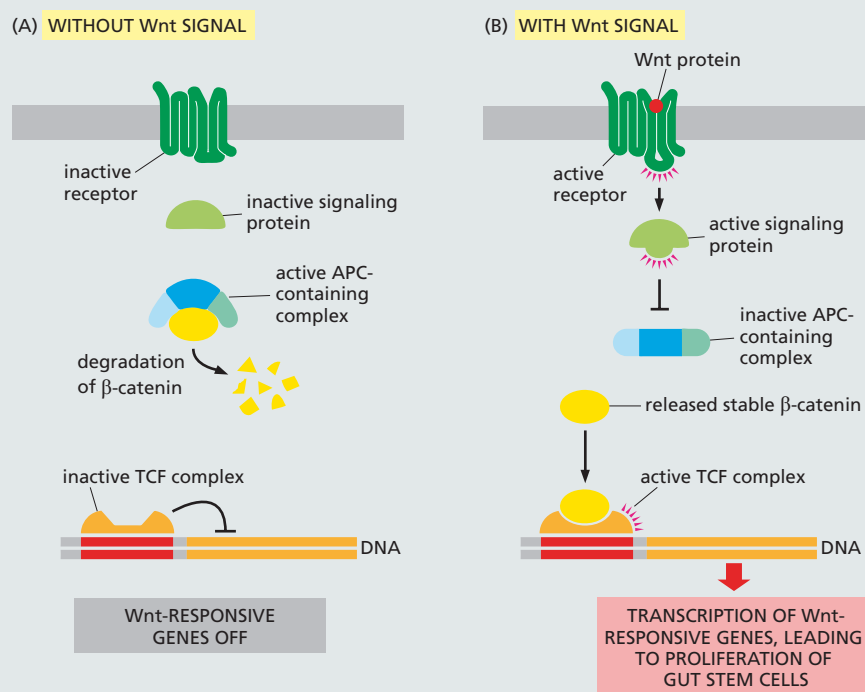 (A) WITHOUT Wnt SIGNAL
inactive
receptor
inactive signaling
protein
active APC-
containing
complex
degradation
of β-catenin
inactive TCF complex
DNA
Wnt-RESPONSIVE
GENES OFF
(B) WITH Wnt SIGNAL
Wnt protein
active
receptor
active signaling
protein
inactive APC-
containing
complex
released stable β-catenin
active TCF complex
DNA
TRANSCRIPTION OF Wnt-
RESPONSIVE GENES, LEADING
TO PROLIFERATION OF
GUT STEM CELLS